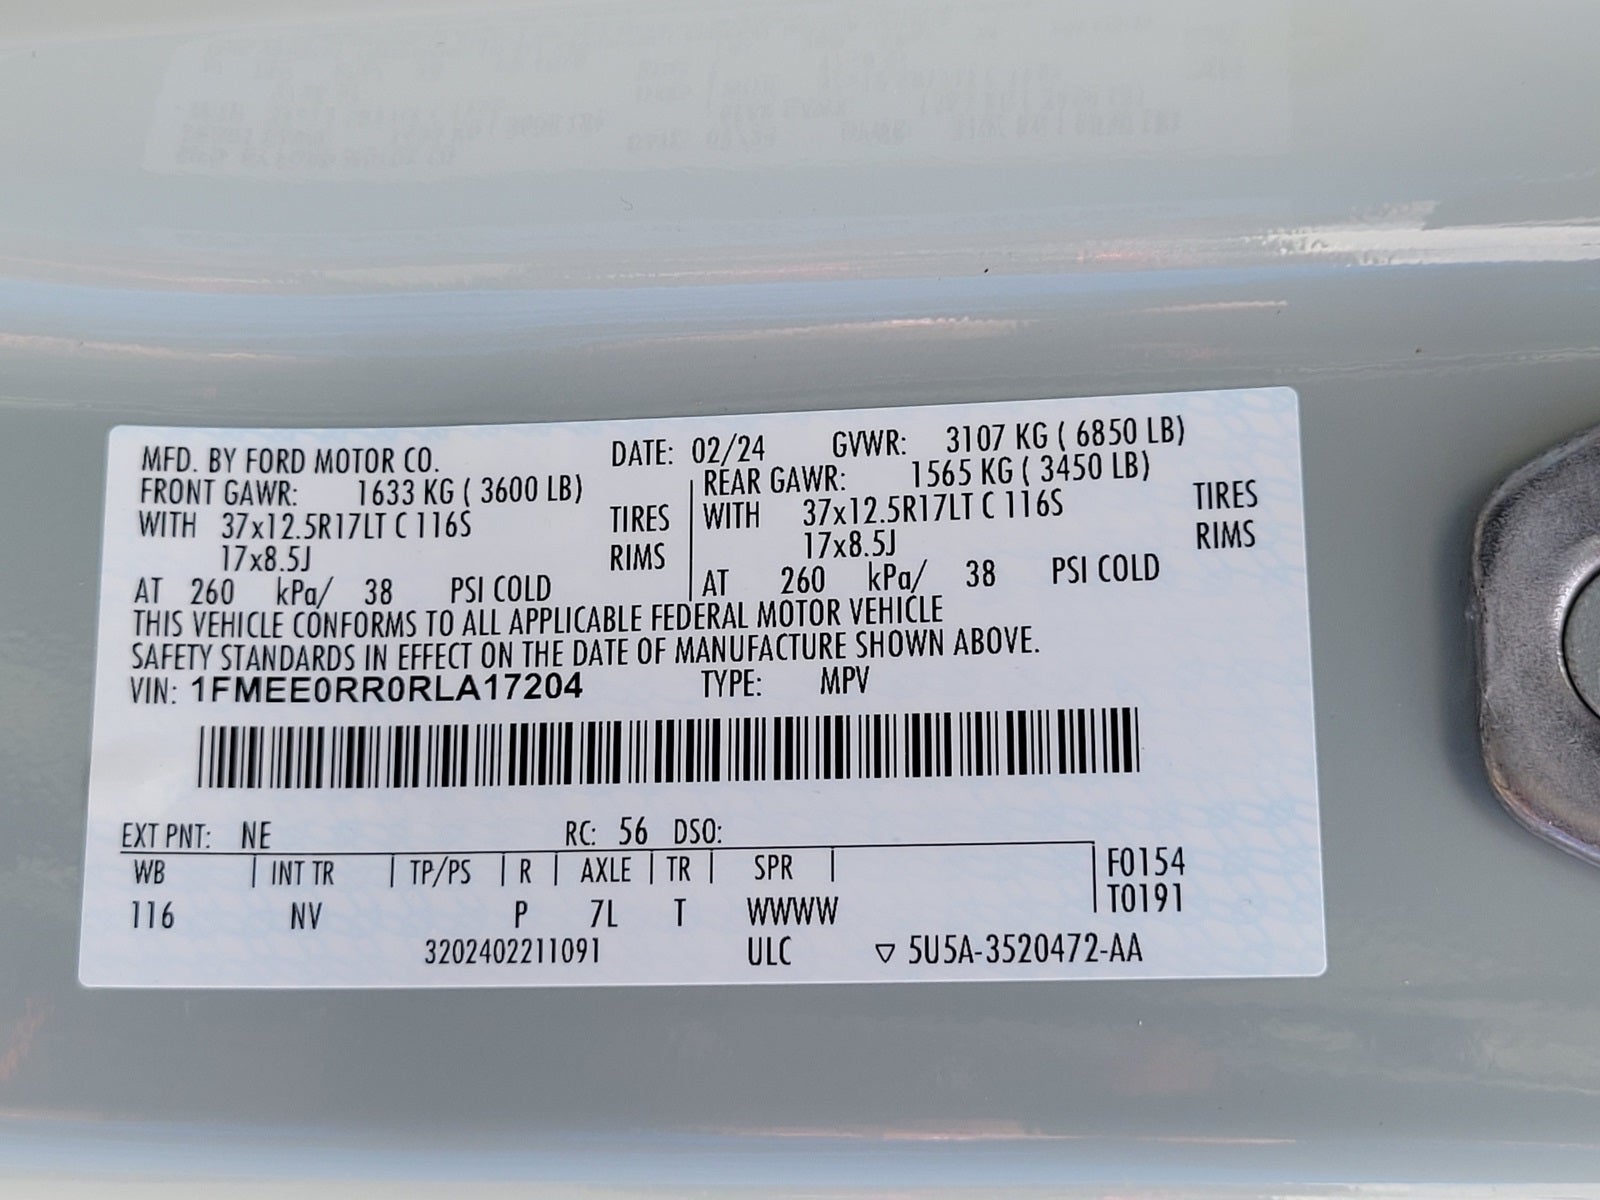 MFD. BY FORD MOTOR CO. DATE: 02/24 GVWR: 3107 KG ( 6850 LB)
FRONT GAWR: 1633 KG ( 3600 LB) REAR GAWR: 1565 KG ( 3450 LB)
WITH 37x12.5R17LT C 116S TIRES WITH 37x12.5R17LT C 116S TIRES
17x8.5J RIMS 17x8.5J RIMS
AT 260 kPa/ 38 PSI COLD AT 260 kPa/ 38 PSI COLD
THIS VEHICLE CONFORMS TO ALL APPLICABLE FEDERAL MOTOR VEHICLE
SAFETY STANDARDS IN EFFECT ON THE DATE OF MANUFACTURE SHOWN ABOVE.
VIN: 1FMEE0RR0RLA17204 TYPE: MPV
EXT PNT: NE RC: 56 DSO:
WB INT TR TP/PS R AXLE TR SPR F0154
116 NV P 7L T WWWW T0191
3202402211091 ULC ▽ 5U5A-3520472-AA